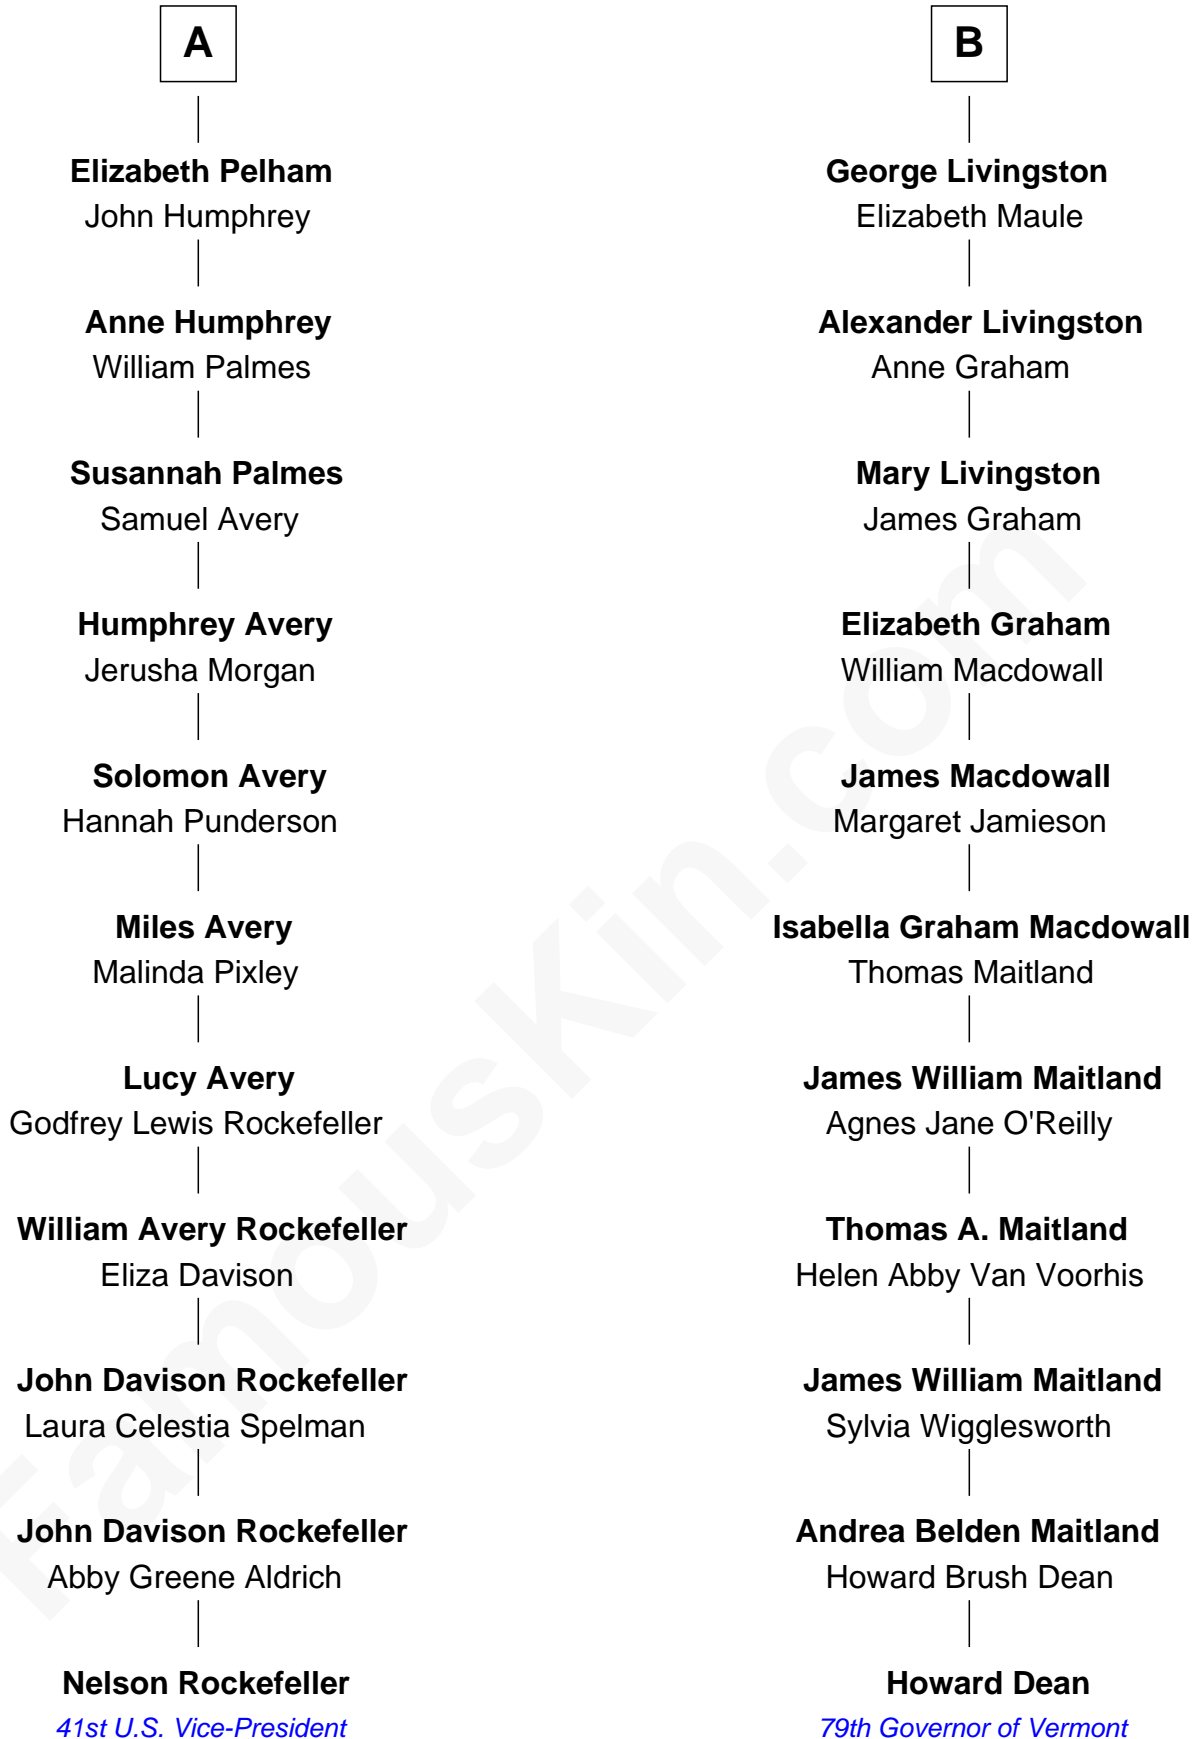 A
Elizabeth Pelham
John Humphrey
Anne Humphrey
William Palmes
Susannah Palmes
Samuel Avery
Humphrey Avery
Jerusha Morgan
Solomon Avery
Hannah Punderson
Miles Avery
Malinda Pixley
Lucy Avery
Godfrey Lewis Rockefeller
William Avery Rockefeller
Eliza Davison
John Davison Rockefeller
Laura Celestia Spelman
John Davison Rockefeller
Abby Greene Aldrich
Nelson Rockefeller
41st U.S. Vice-President
B
George Livingston
Elizabeth Maule
Alexander Livingston
Anne Graham
Mary Livingston
James Graham
Elizabeth Graham
William Macdowall
James Macdowall
Margaret Jamieson
Isabella Graham Macdowall
Thomas Maitland
James William Maitland
Agnes Jane O'Reilly
Thomas A. Maitland
Helen Abby Van Voorhis
James William Maitland
Sylvia Wigglesworth
Andrea Belden Maitland
Howard Brush Dean
Howard Dean
79th Governor of Vermont
FamousKin.com